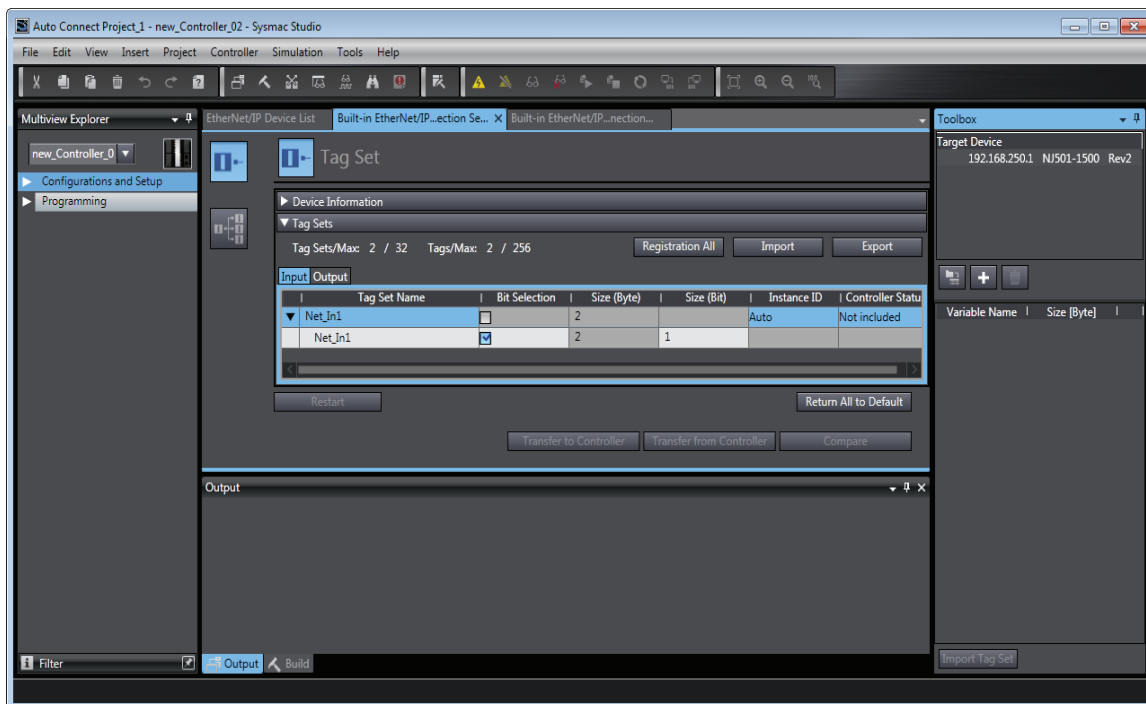 Auto Connect Project_1 - new_Controller_02 - Sysmac Studio
File Edit View Insert Project Controller Simulation Tools Help
Multiview Explorer
new_Controller_0
Configurations and Setup
Programming
Filter
EtherNet/IP Device List Built-in EtherNet/IP...ection Se... X Built-in EtherNet/IP...nection...
Tag Set
Device Information
Tag Sets
Tag Sets/Max: 2 / 32 Tags/Max: 2 / 256 Registration All Import Export
Input Output
Tag Set Name | Bit Selection | Size (Byte) | Size (Bit) | Instance ID | Controller Statu
Net_In1 2 Auto Not included
Net_In1 2 1
Restart Return All to Default
Transfer to Controller Transfer from Controller Compare
Output
Output Build
Toolbox
Target Device
192.168.250.1 NJ501-1500 Rev2
Variable Name | Size [Byte] |
Import Tag Set